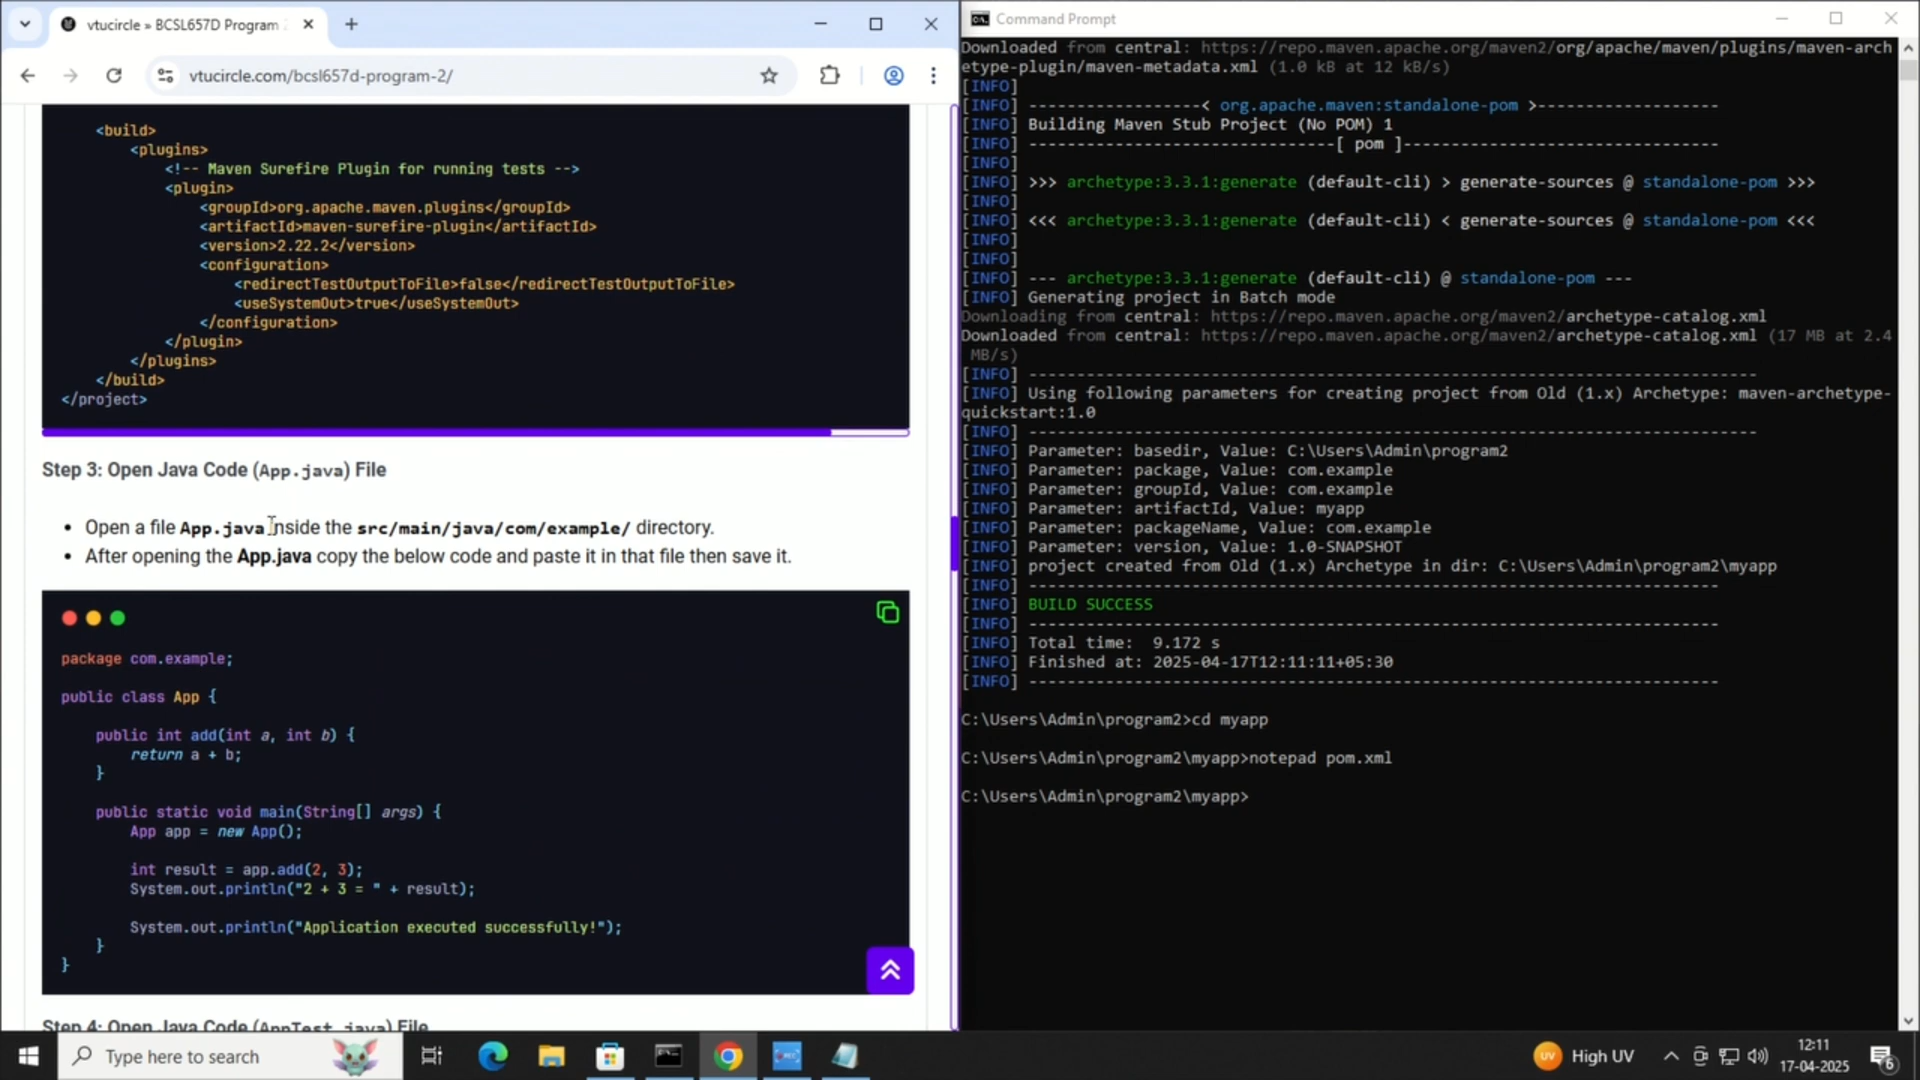 vtucircle » BCSL657D Program 2
vtucircle.com/bcsl657d-program-2/
<build>
<plugins>
<!-- Maven Surefire Plugin for running tests -->
<plugin>
<groupId>org.apache.maven.plugins</groupId>
<artifactId>maven-surefire-plugin</artifactId>
<version>2.22.2</version>
<configuration>
<redirectTestOutputToFile>false</redirectTestOutputToFile>
<useSystemOut>true</useSystemOut>
</configuration>
</plugin>
</plugins>
</build>
</project>
Step 3: Open Java Code (App.java) File
• Open a file App.java inside the src/main/java/com/example/ directory.
• After opening the App.java copy the below code and paste it in that file then save it.
package com.example;
public class App {
public int add(int a, int b) {
return a + b;
}
public static void main(String[] args) {
App app = new App();
int result = app.add(2, 3);
System.out.println("2 + 3 = " + result);
System.out.println("Application executed successfully!");
}
}
Step 4: Open Java Code (AppTest.java) File
Command Prompt
Downloaded from central: https://repo.maven.apache.org/maven2/org/apache/maven/plugins/maven-arch
etype-plugin/maven-metadata.xml (1.0 kB at 12 kB/s)
[INFO]
[INFO] ------------------< org.apache.maven:standalone-pom >-------------------
[INFO] Building Maven Stub Project (No POM) 1
[INFO] --------------------------------[ pom ]---------------------------------
[INFO]
[INFO] >>> archetype:3.3.1:generate (default-cli) > generate-sources @ standalone-pom >>>
[INFO]
[INFO] <<< archetype:3.3.1:generate (default-cli) < generate-sources @ standalone-pom <<<
[INFO]
[INFO]
[INFO] --- archetype:3.3.1:generate (default-cli) @ standalone-pom ---
[INFO] Generating project in Batch mode
Downloading from central: https://repo.maven.apache.org/maven2/archetype-catalog.xml
Downloaded from central: https://repo.maven.apache.org/maven2/archetype-catalog.xml (17 MB at 2.4
MB/s)
[INFO] ----------------------------------------------------------------------------
[INFO] Using following parameters for creating project from Old (1.x) Archetype: maven-archetype-
quickstart:1.0
[INFO] ----------------------------------------------------------------------------
[INFO] Parameter: basedir, Value: C:\Users\Admin\program2
[INFO] Parameter: package, Value: com.example
[INFO] Parameter: groupId, Value: com.example
[INFO] Parameter: artifactId, Value: myapp
[INFO] Parameter: packageName, Value: com.example
[INFO] Parameter: version, Value: 1.0-SNAPSHOT
[INFO] project created from Old (1.x) Archetype in dir: C:\Users\Admin\program2\myapp
[INFO] ------------------------------------------------------------------------
[INFO] BUILD SUCCESS
[INFO] ------------------------------------------------------------------------
[INFO] Total time:  9.172 s
[INFO] Finished at: 2025-04-17T12:11:11+05:30
[INFO] ------------------------------------------------------------------------
C:\Users\Admin\program2>cd myapp
C:\Users\Admin\program2\myapp>notepad pom.xml
C:\Users\Admin\program2\myapp>
Type here to search
UV
High UV
12:11
17-04-2025
6